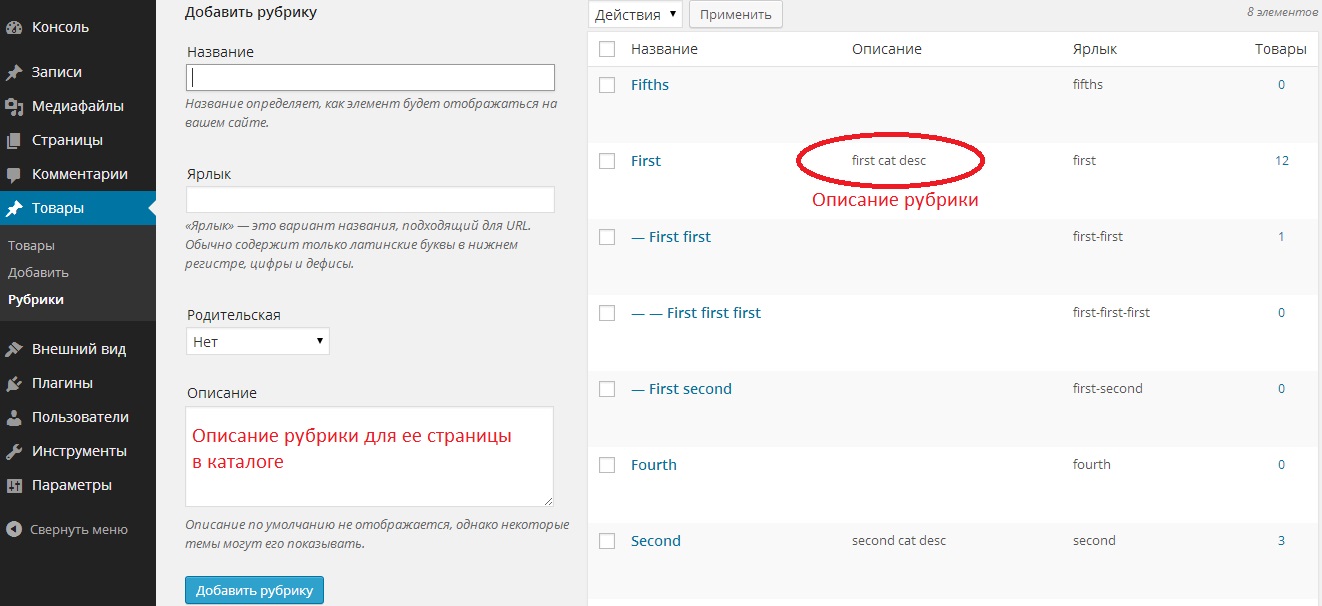 Консоль
Записи
Медиафайлы
Страницы
Комментарии
Товары
Товары
Добавить
Рубрики
Внешний вид
Плагины
Пользователи
Инструменты
Параметры
Свернуть меню
Добавить рубрику
Название
Название определяет, как элемент будет отображаться на
вашем сайте.
Ярлык
«Ярлык» — это вариант названия, подходящий для URL.
Обычно содержит только латинские буквы в нижнем
регистре, цифры и дефисы.
Родительская
Нет
Описание
Описание рубрики для ее страницы
в каталоге
Описание по умолчанию не отображается, однако некоторые
темы могут его показывать.
Добавить рубрику
Действия Применить 8 элементов
Название Описание Ярлык Товары
Fifths fifths 0
First first cat desc first 12
Описание рубрики
— First first first-first 1
— — First first first first-first-first 0
— First second first-second 0
Fourth fourth 0
Second second cat desc second 3